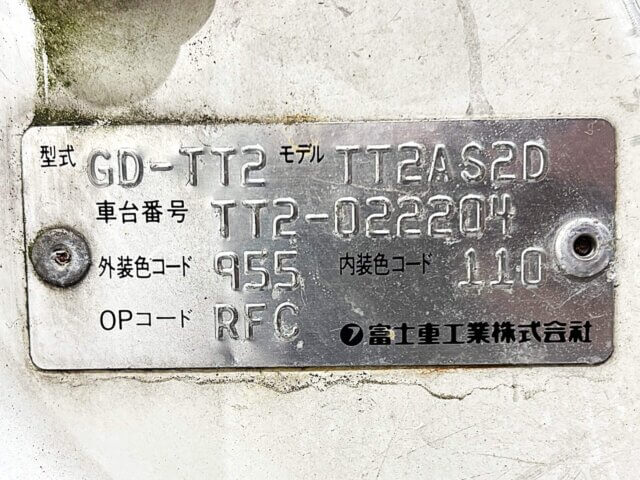 型式 GD-TT2 モデル TT2AS2D
車台番号 TT2-022204
外装色コード 955 内装色コード 110
OPコード RFC
富士重工業株式会社